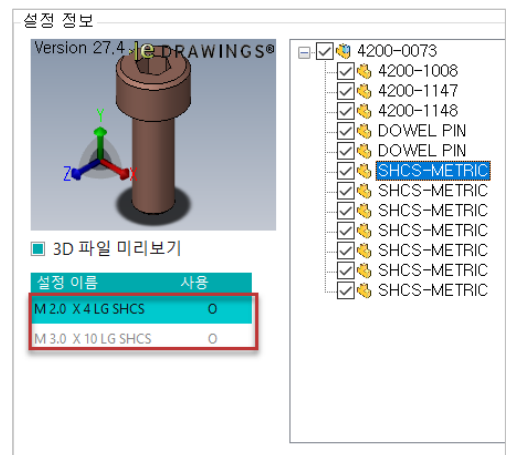 설정 정보
Version 27.4.
eDRAWINGS®
Y
Z
X
3D 파일 미리보기
설정 이름 사용
M 2.0 X 4 LG SHCS O
M 3.0 X 10 LG SHCS O
4200-0073
4200-1008
4200-1147
4200-1148
DOWEL PIN
DOWEL PIN
SHCS-METRIC
SHCS-METRIC
SHCS-METRIC
SHCS-METRIC
SHCS-METRIC
SHCS-METRIC
SHCS-METRIC